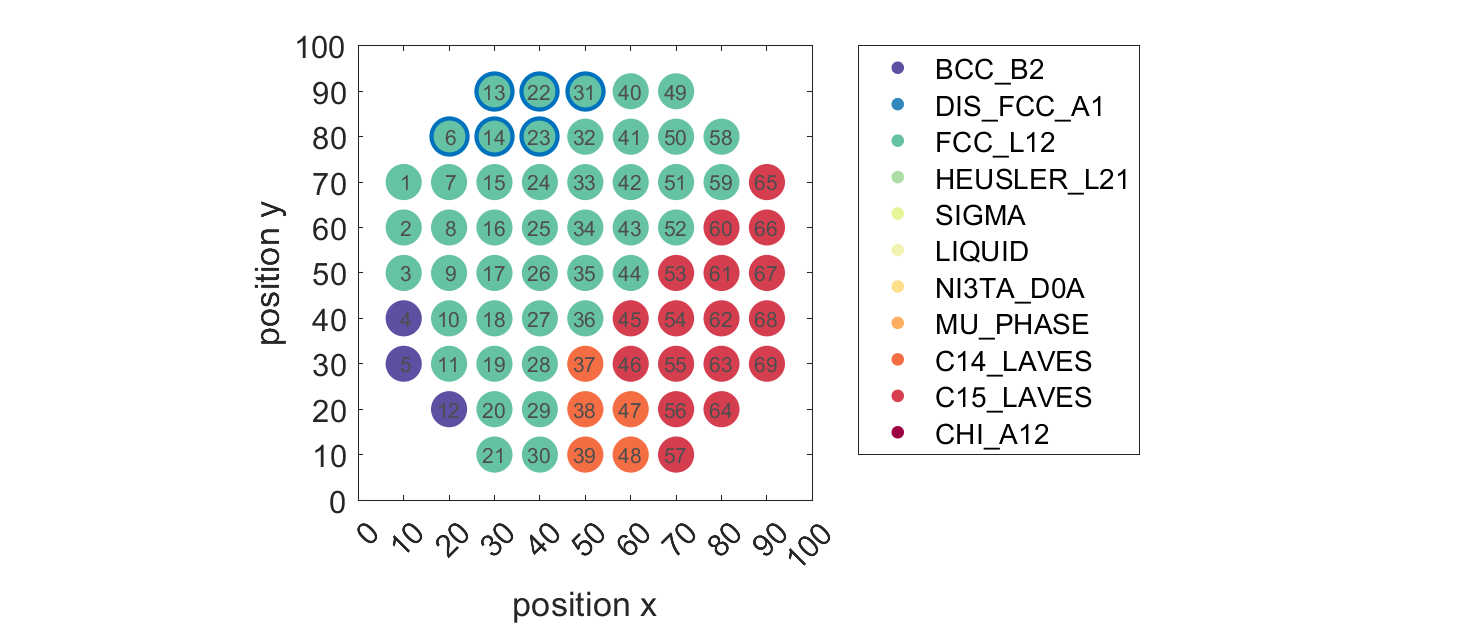 100
90 13 22 31 40 49
80 6 14 23 32 41 50 58
70 1 7 15 24 33 42 51 59 65
60 2 8 16 25 34 43 52 60 66
50 3 9 17 26 35 44 53 61 67
40 4 10 18 27 36 45 54 62 68
30 5 11 19 28 37 46 55 63 69
20 12 20 29 38 47 56 64
10 21 30 39 48 57
0
0 10 20 30 40 50 60 70 80 90 100
position x
position y
BCC_B2
DIS_FCC_A1
FCC_L12
HEUSLER_L21
SIGMA
LIQUID
NI3TA_D0A
MU_PHASE
C14_LAVES
C15_LAVES
CHI_A12